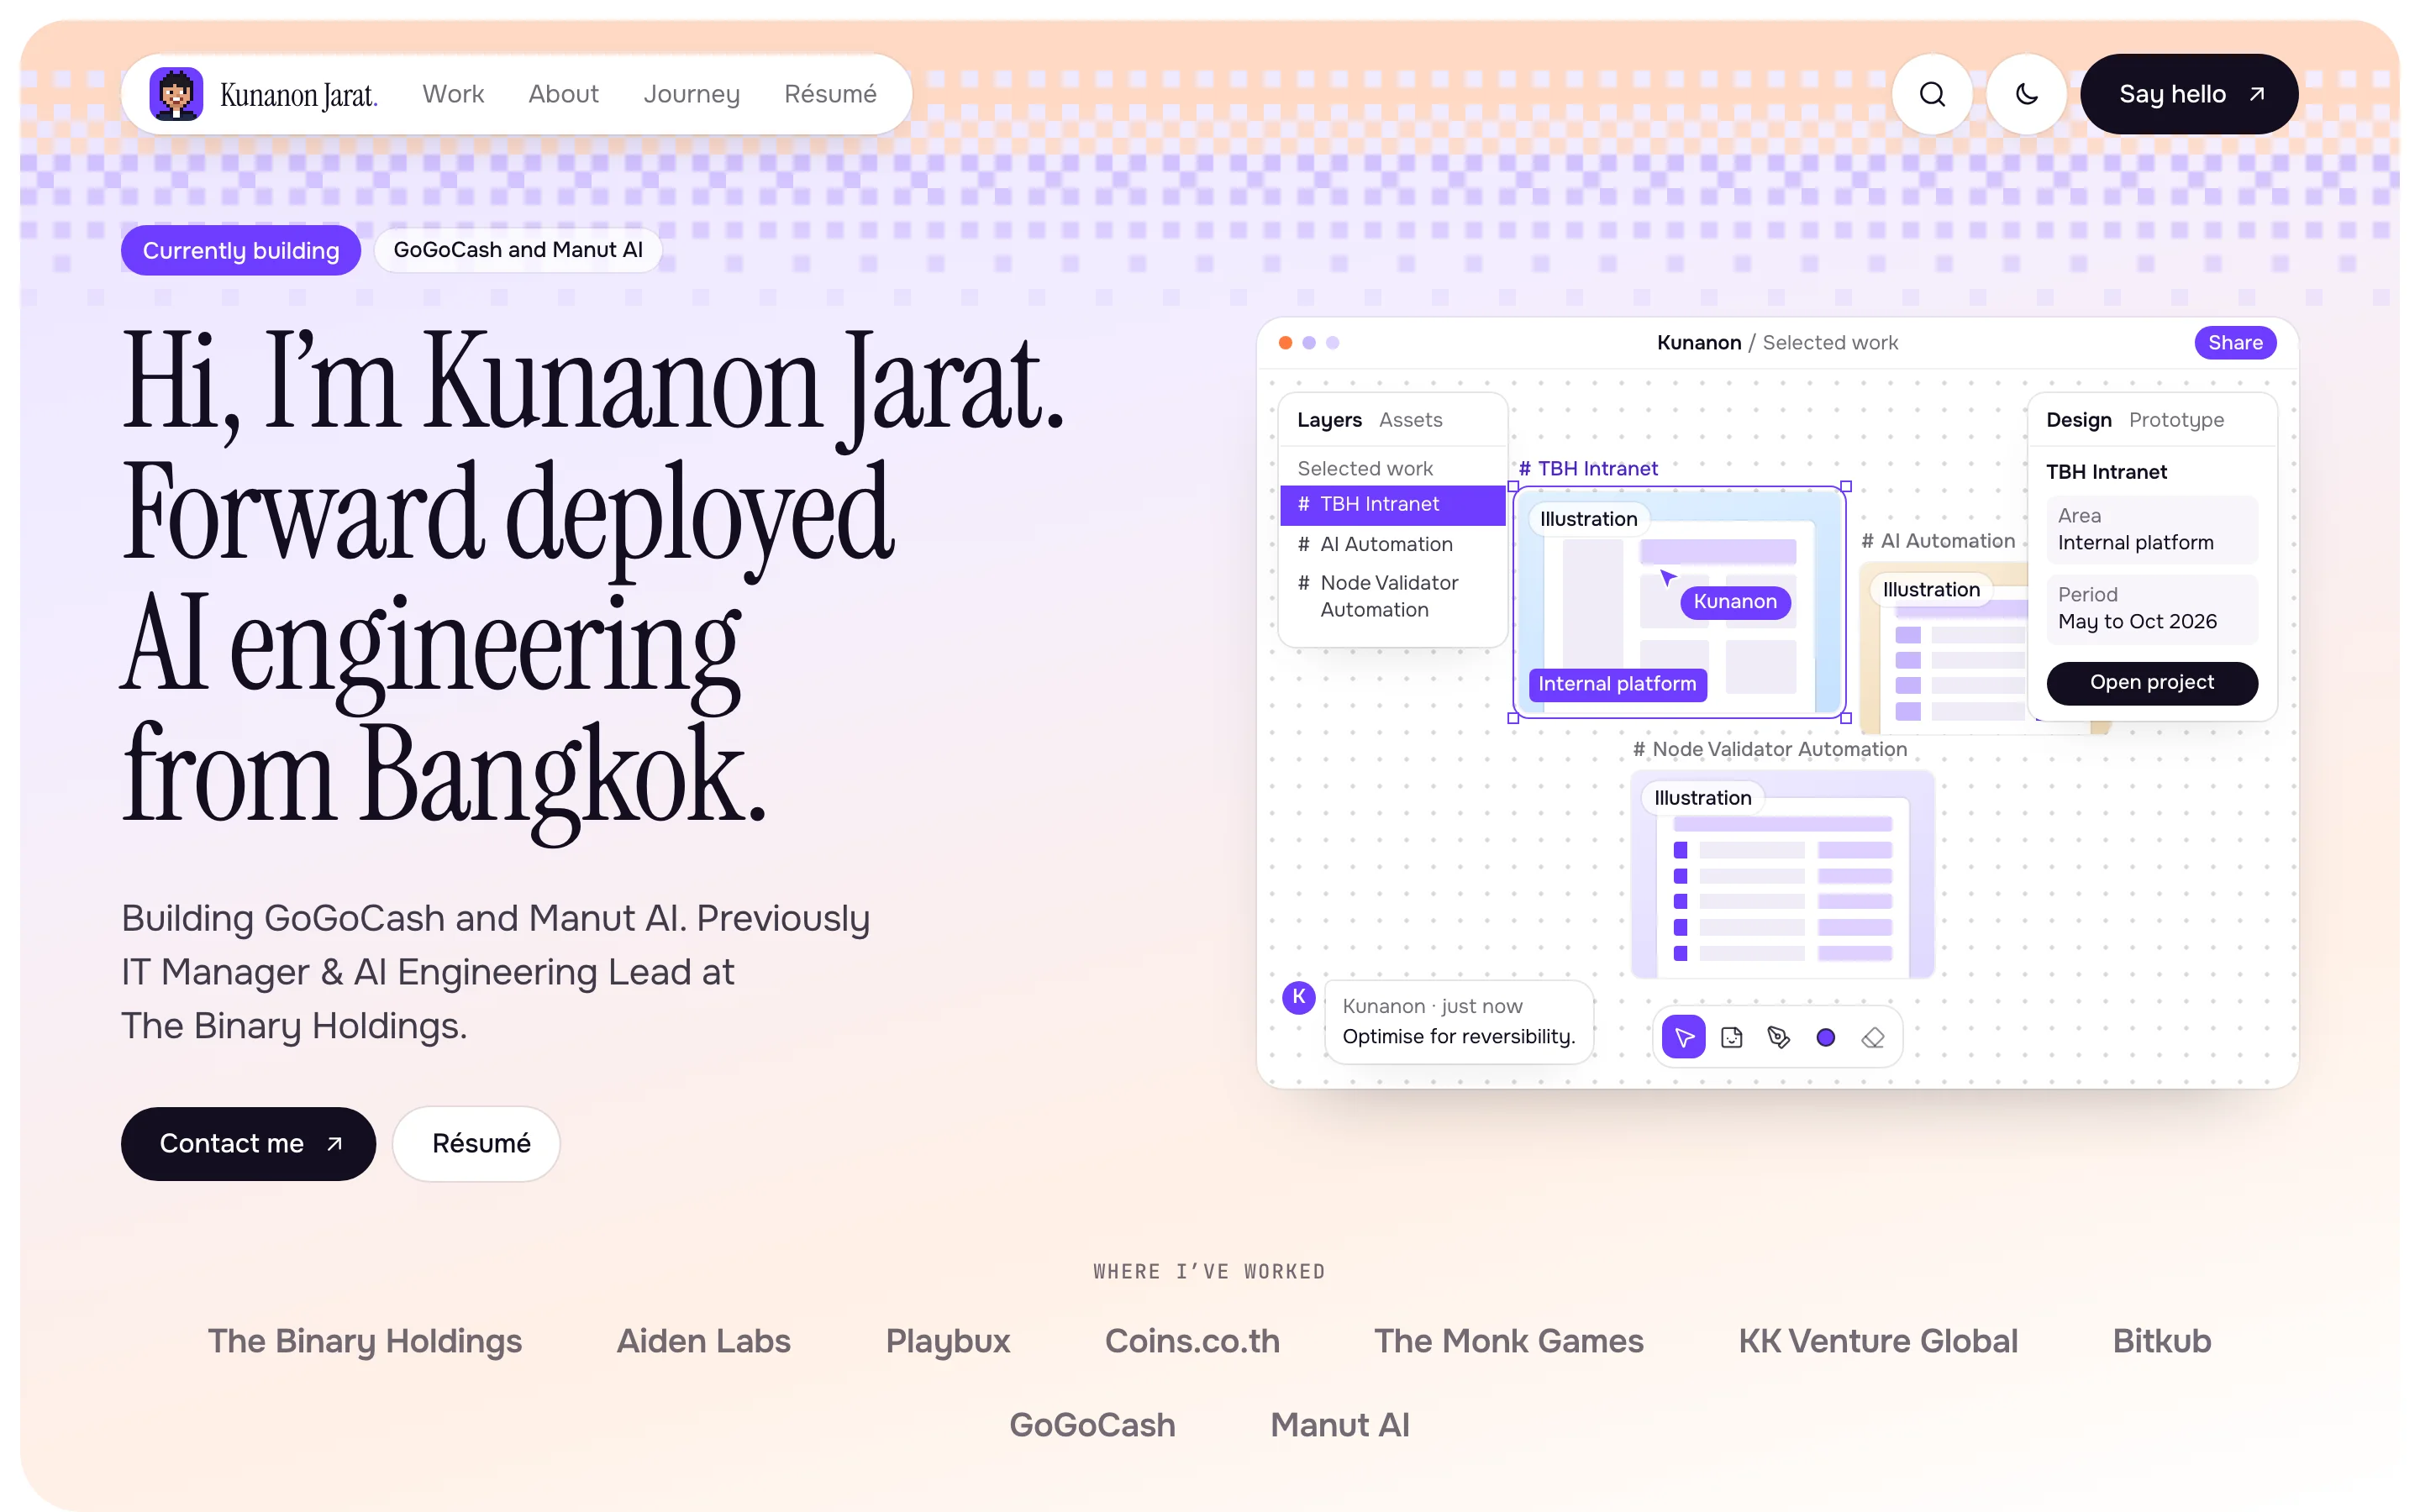 Kunanon Jarat.
Work
About
Journey
Résumé
Say hello
Currently building
GoGoCash and Manut AI
Hi, I’m Kunanon Jarat.
Forward deployed
AI engineering
from Bangkok.
Building GoGoCash and Manut AI. Previously
IT Manager & AI Engineering Lead at
The Binary Holdings.
Contact me
Résumé
Kunanon / Selected work
Share
Layers
Assets
Selected work
# TBH Intranet
# AI Automation
# Node Validator
Automation
# TBH Intranet
Illustration
Kunanon
Internal platform
# AI Automation
Illustration
# Node Validator Automation
Illustration
Design
Prototype
TBH Intranet
Area
Internal platform
Period
May to Oct 2026
Open project
K
Kunanon · just now
Optimise for reversibility.
WHERE I’VE WORKED
The Binary Holdings
Aiden Labs
Playbux
Coins.co.th
The Monk Games
KK Venture Global
Bitkub
GoGoCash
Manut AI